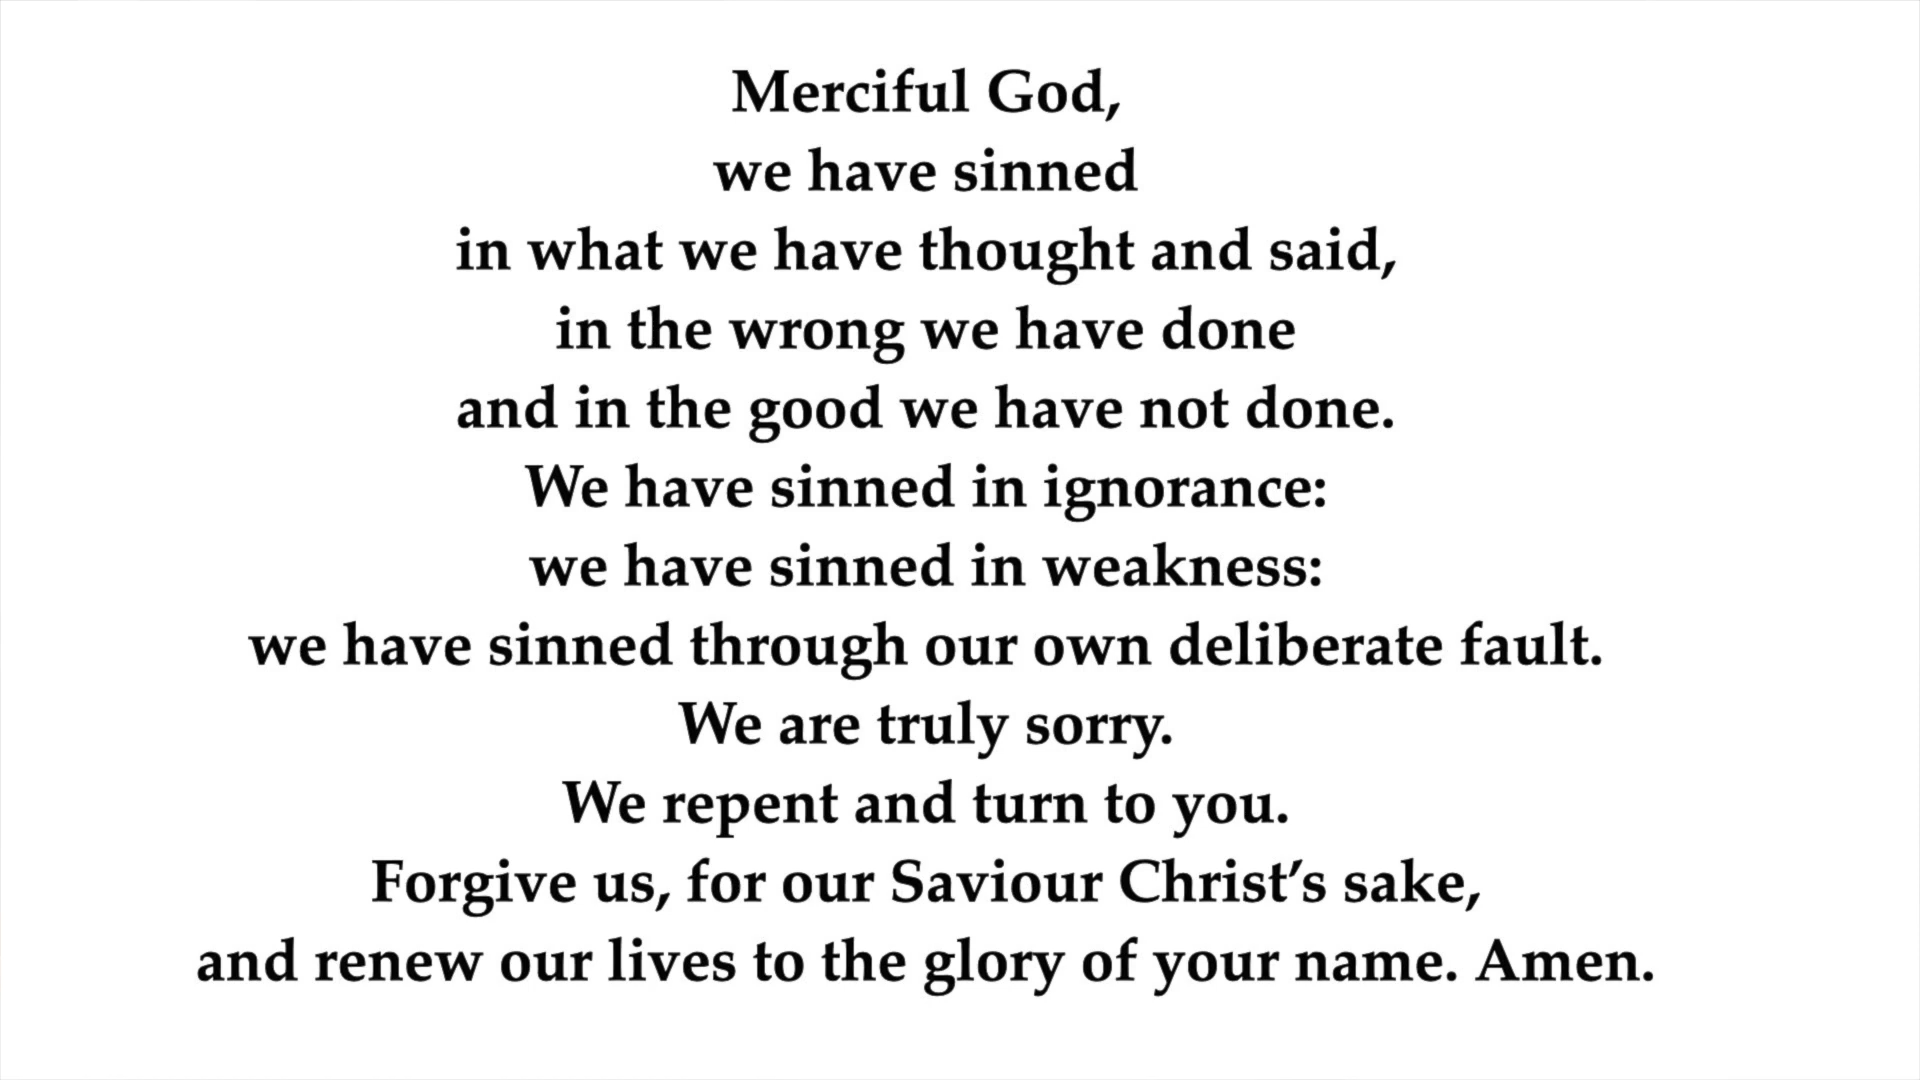 Merciful God,
we have sinned
in what we have thought and said,
in the wrong we have done
and in the good we have not done.
We have sinned in ignorance:
we have sinned in weakness:
we have sinned through our own deliberate fault.
We are truly sorry.
We repent and turn to you.
Forgive us, for our Saviour Christ’s sake,
and renew our lives to the glory of your name. Amen.